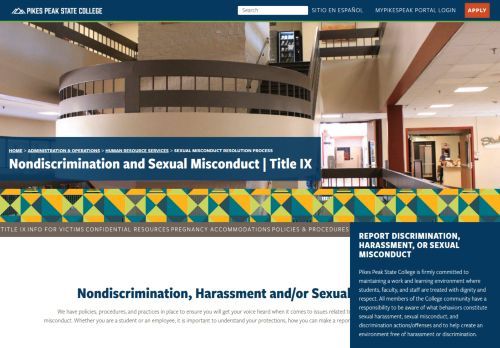 PIKES PEAK STATE COLLEGE
Search
SITIO EN ESPAÑOL
MYPIKESPEAK PORTAL LOGIN
APPLY
HOME > ADMINISTRATION & OPERATIONS > HUMAN RESOURCE SERVICES > SEXUAL MISCONDUCT RESOLUTION PROCESS
Nondiscrimination and Sexual Misconduct | Title IX
TITLE IX INFO FOR VICTIMS CONFIDENTIAL RESOURCES PREGNANCY ACCOMMODATIONS POLICIES & PROCEDURES
REPORT DISCRIMINATION,
HARASSMENT, OR SEXUAL
MISCONDUCT
Pikes Peak State College is firmly committed to
maintaining a work and learning environment where
students, faculty, and staff are treated with dignity and
respect. All members of the College community have a
responsibility to be aware of what behaviors constitute
sexual harassment, sexual misconduct, and
discrimination actions/offenses and to help create an
environment free of harassment or discrimination.
Nondiscrimination, Harassment and/or Sexual
We have policies, procedures, and practices in place to ensure you will get your voice heard when it comes to issues related t
misconduct. Whether you are a student or an employee, it is important to understand your protections, how you can make a repor